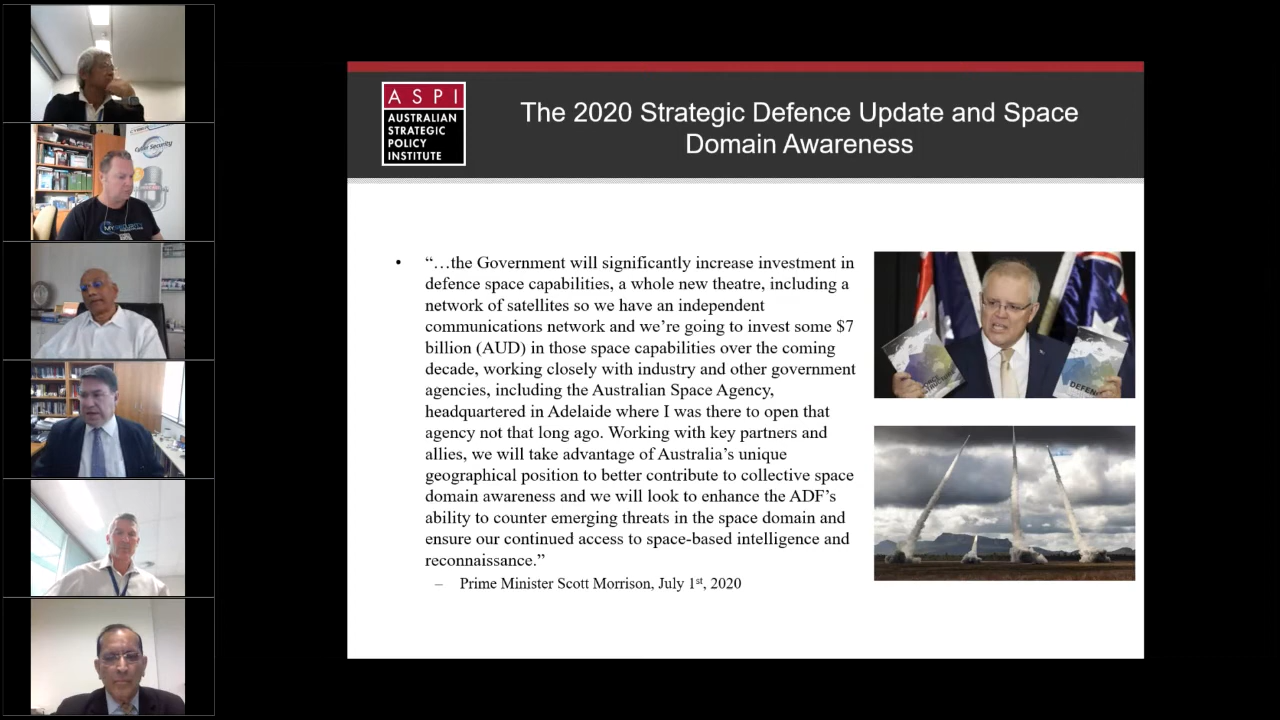 Cyber Security
MYSECURITY
A S P I
AUSTRALIAN
STRATEGIC
POLICY
INSTITUTE
The 2020 Strategic Defence Update and Space
Domain Awareness
• “…the Government will significantly increase investment in
defence space capabilities, a whole new theatre, including a
network of satellites so we have an independent
communications network and we’re going to invest some $7
billion (AUD) in those space capabilities over the coming
decade, working closely with industry and other government
agencies, including the Australian Space Agency,
headquartered in Adelaide where I was there to open that
agency not that long ago. Working with key partners and
allies, we will take advantage of Australia’s unique
geographical position to better contribute to collective space
domain awareness and we will look to enhance the ADF’s
ability to counter emerging threats in the space domain and
ensure our continued access to space-based intelligence and
reconnaissance.”
– Prime Minister Scott Morrison, July 1st, 2020